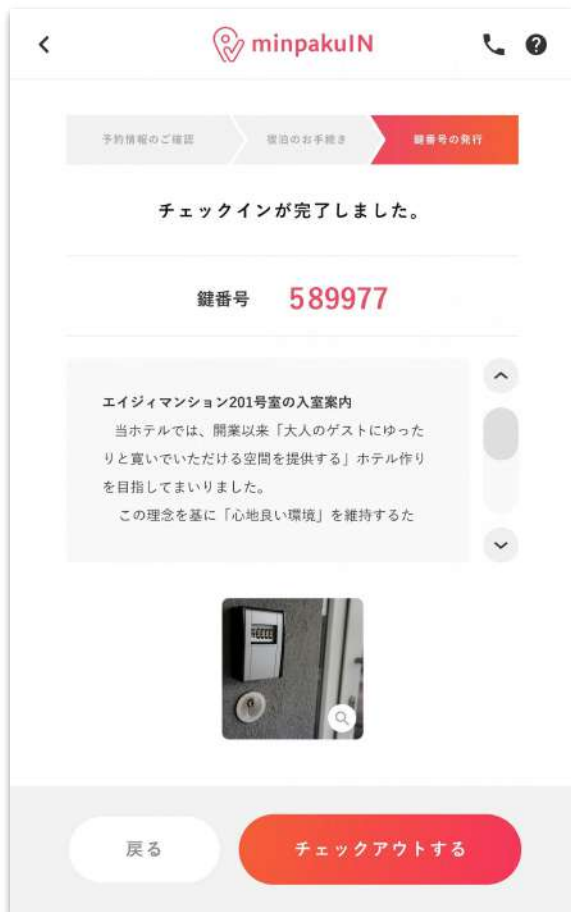 minpakuIN
予約情報のご確認
宿泊のお手続き
鍵番号の発行
チェックインが完了しました。
鍵番号 589977
エイジィマンション201号室の入室案内
当ホテルでは、開業以来「大人のゲストにゆった
りと寛いでいただける空間を提供する」ホテル作り
を目指してまいりました。
この理念を基に「心地良い環境」を維持するた
戻る
チェックアウトする